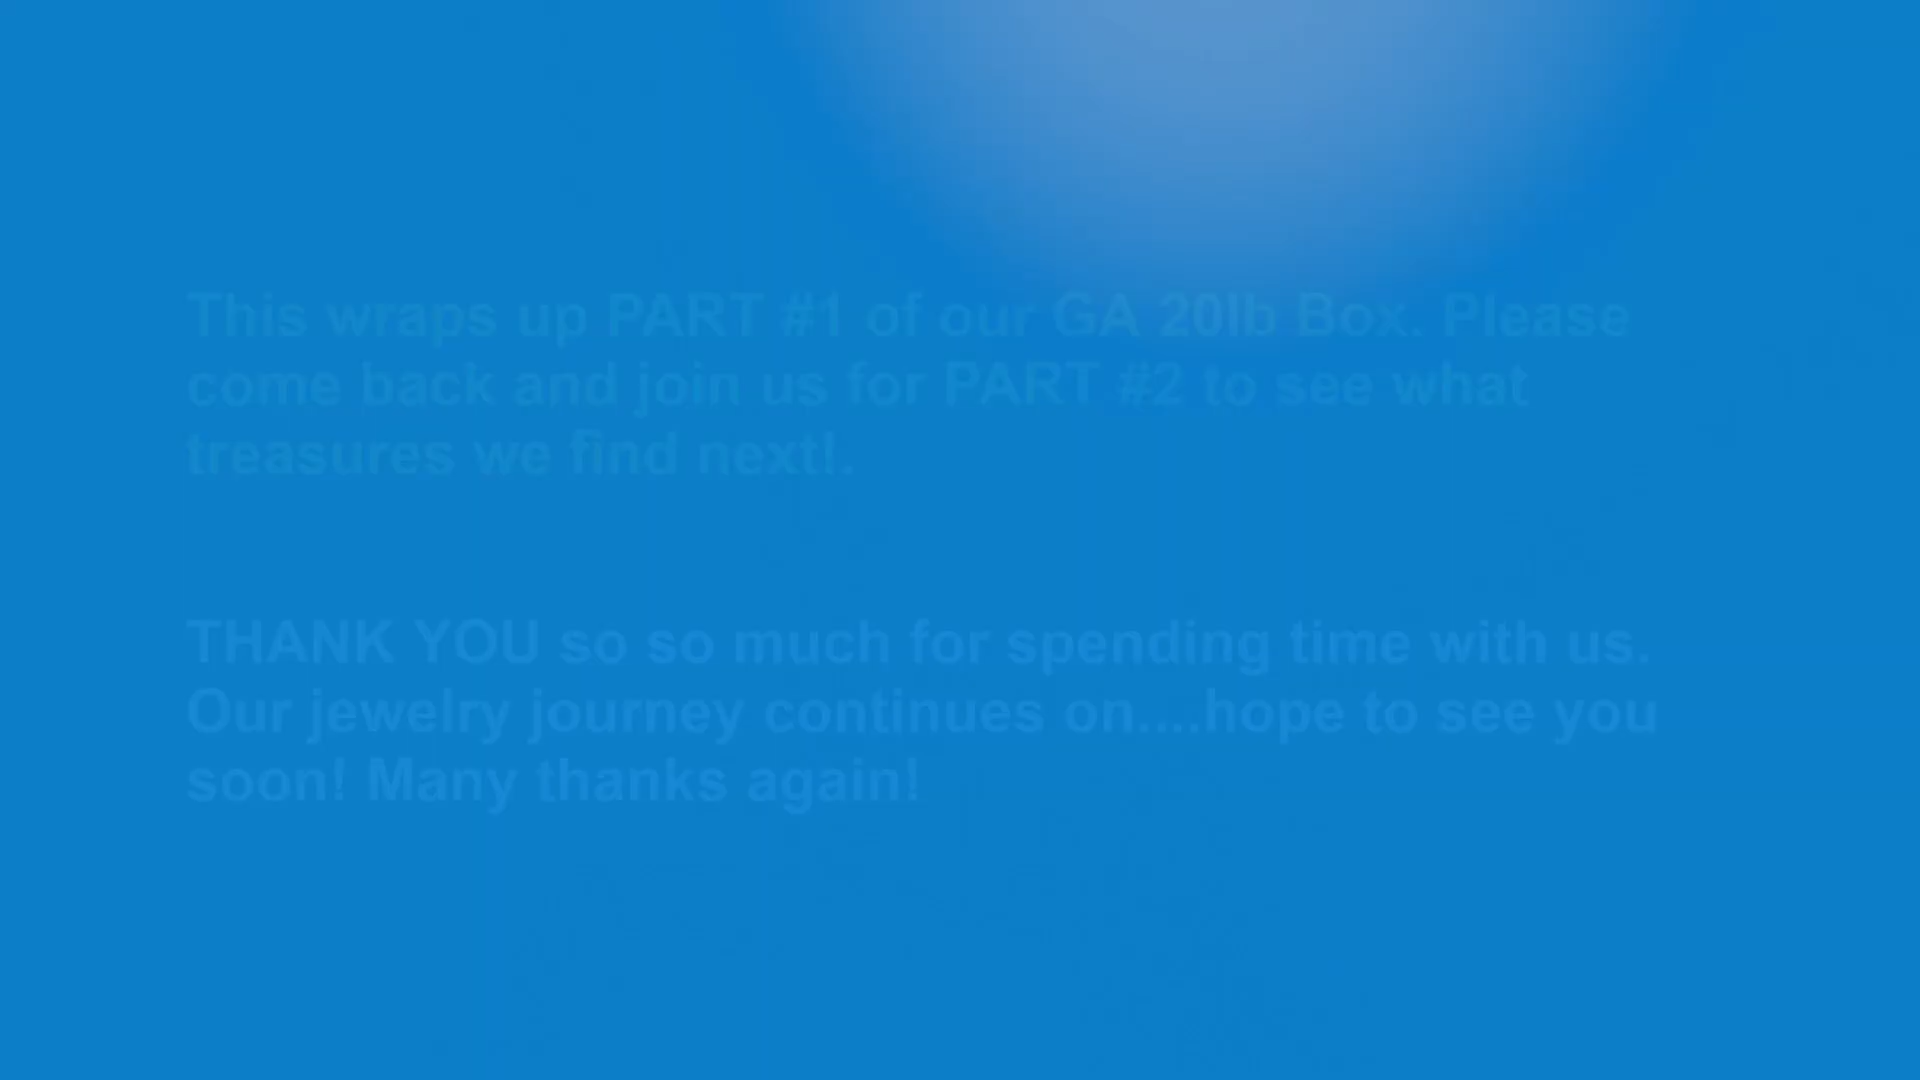 This wraps up PART #1 of our GA 20lb Box. Please
come back and join us for PART #2 to see what
treasures we find next!.
THANK YOU so so much for spending time with us.
Our jewelry journey continues on....hope to see you
soon! Many thanks again!